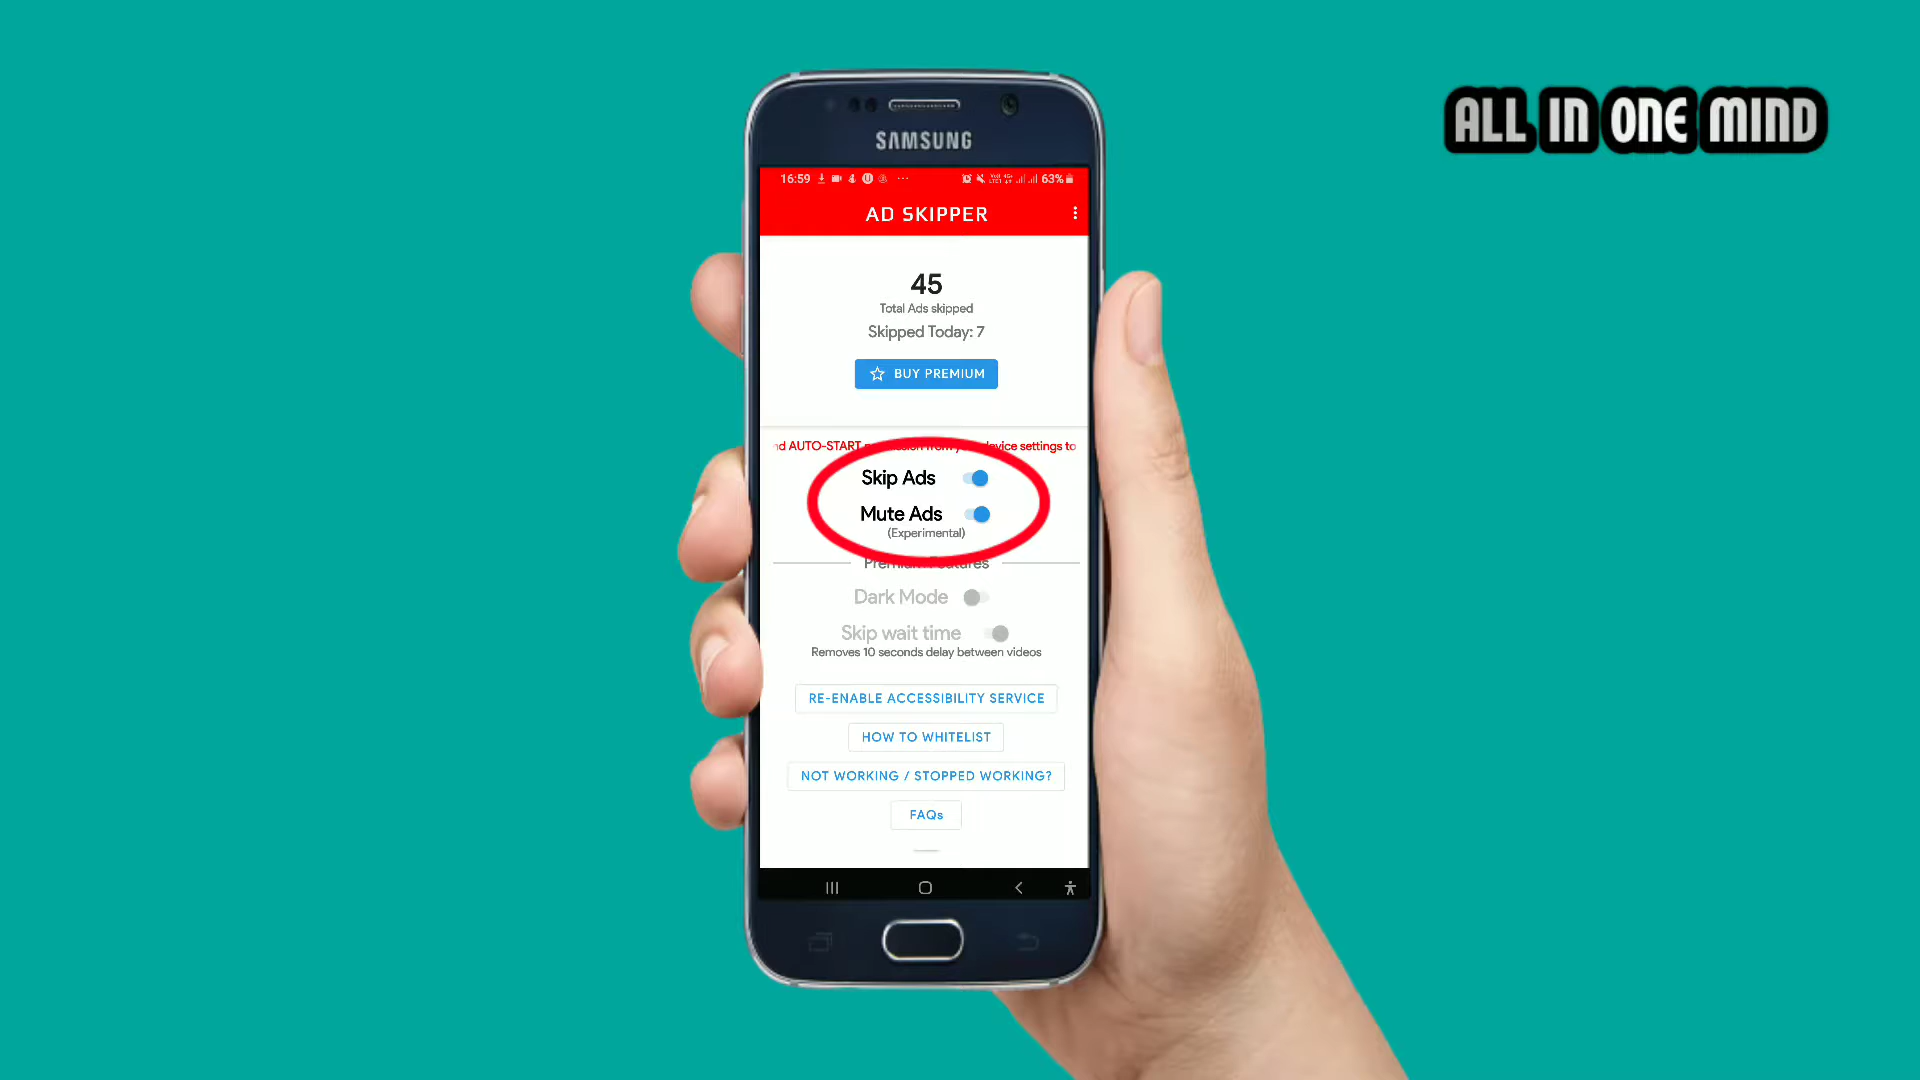 ALL IN ONE MIND
SAMSUNG
16:59 63%
AD SKIPPER
45
Total Ads skipped
Skipped Today: 7
BUY PREMIUM
AUTO-START device settings to
Skip Ads
Mute Ads
(Experimental)
Premium Features
Dark Mode
Skip wait time
Removes 10 seconds delay between videos
RE-ENABLE ACCESSIBILITY SERVICE
HOW TO WHITELIST
NOT WORKING / STOPPED WORKING?
FAQs